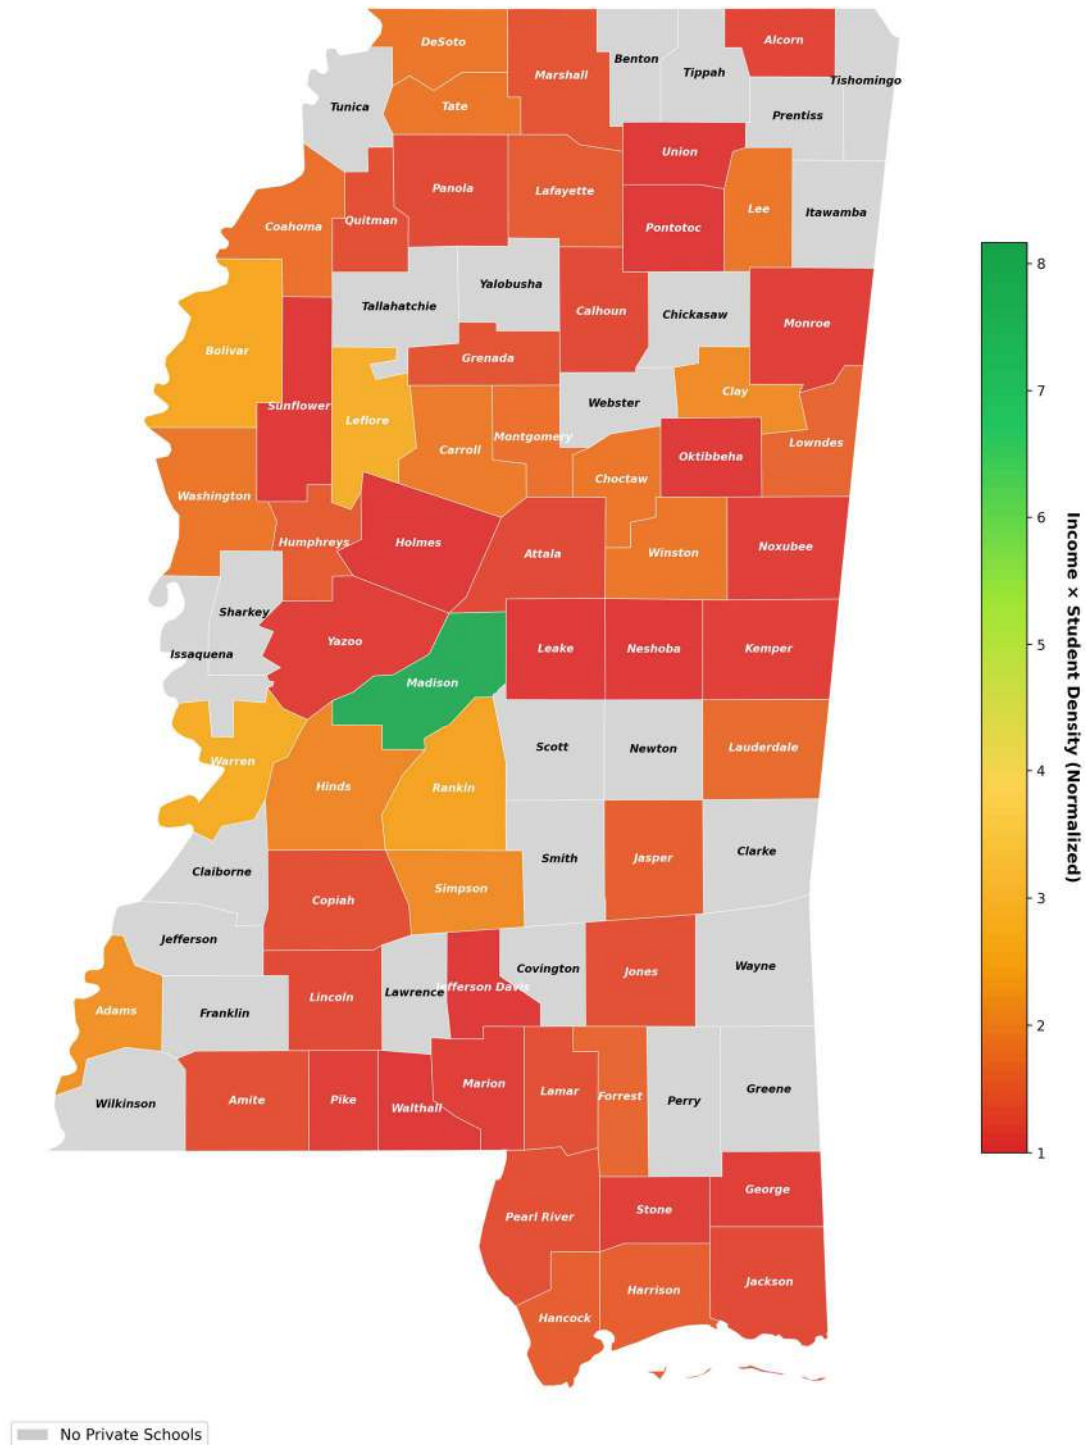 DeSoto
Marshall
Benton
Tippah
Alcorn
Tishomingo
Tunica
Tate
Prentiss
Union
Panola
Lafayette
Quitman
Coahoma
Pontotoc
Lee
Itawamba
Tallahatchie
Yalobusha
Calhoun
Chickasaw
Monroe
Bolivar
Grenada
Sunflower
Leflore
Webster
Clay
Carroll
Montgomery
Choctaw
Oktibbeha
Lowndes
Washington
Humphreys
Holmes
Attala
Winston
Noxubee
Sharkey
Issaquena
Yazoo
Madison
Leake
Neshoba
Kemper
Warren
Hinds
Rankin
Scott
Newton
Lauderdale
Claiborne
Copiah
Simpson
Smith
Jasper
Clarke
Jefferson
Adams
Franklin
Lincoln
Lawrence
Jefferson Davis
Covington
Jones
Wayne
Wilkinson
Amite
Pike
Walthall
Marion
Lamar
Forrest
Perry
Greene
Pearl River
Stone
George
Hancock
Harrison
Jackson
8
7
6
5
4
3
2
1
Income × Student Density (Normalized)
No Private Schools